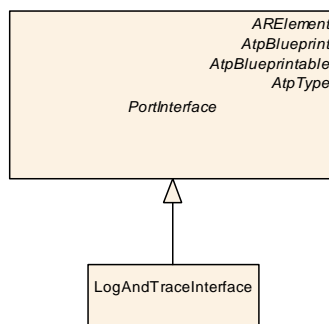 ARElement
AtpBlueprint
AtpBlueprintable
AtpType
PortInterface
LogAndTraceInterface